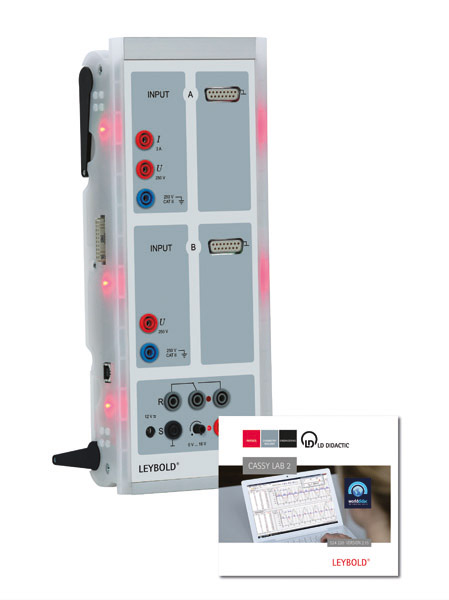 INPUT A
I
3 A
U
250 V
250 V
CAT II
INPUT B
U
250 V
250 V
CAT II
R
12 V
S
0 V ... 16 V
LEYBOLD®
LD DIDACTIC
CASSY LAB 2
worlddidac
LEYBOLD®